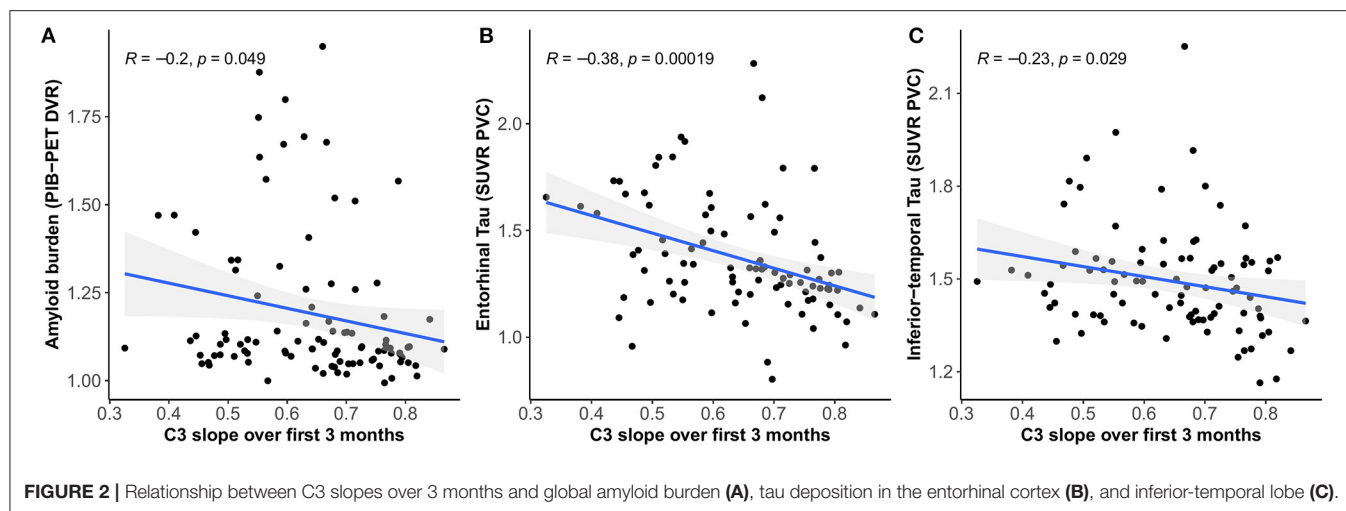 A
R = −0.2, p = 0.049
Amyloid burden (PIB−PET DVR)
1.75
1.50
1.25
1.00
0.3 0.4 0.5 0.6 0.7 0.8
C3 slope over first 3 months
B
R = −0.38, p = 0.00019
Entorhinal Tau (SUVR PVC)
2.0
1.5
1.0
0.3 0.4 0.5 0.6 0.7 0.8
C3 slope over first 3 months
C
R = −0.23, p = 0.029
Inferior−temporal Tau (SUVR PVC)
2.1
1.8
1.5
1.2
0.3 0.4 0.5 0.6 0.7 0.8
C3 slope over first 3 months
FIGURE 2 | Relationship between C3 slopes over 3 months and global amyloid burden (A), tau deposition in the entorhinal cortex (B), and inferior-temporal lobe (C).